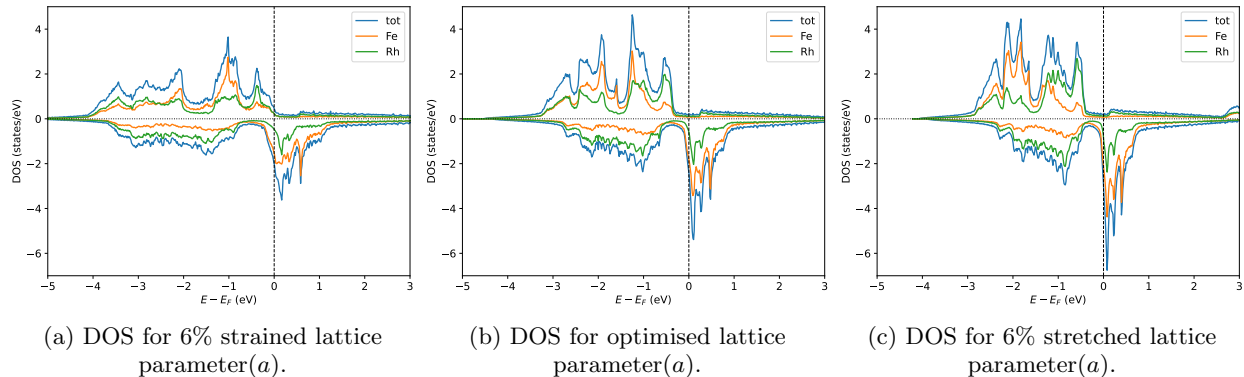 4
2
0
−2
−4
−6
DOS (states/eV)
−5 −4 −3 −2 −1 0 1 2 3
E − E_F (eV)
tot
Fe
Rh
(a) DOS for 6% strained lattice
parameter(a).
4
2
0
−2
−4
−6
DOS (states/eV)
−5 −4 −3 −2 −1 0 1 2 3
E − E_F (eV)
tot
Fe
Rh
(b) DOS for optimised lattice
parameter(a).
4
2
0
−2
−4
−6
DOS (states/eV)
−5 −4 −3 −2 −1 0 1 2 3
E − E_F (eV)
tot
Fe
Rh
(c) DOS for 6% stretched lattice
parameter(a).